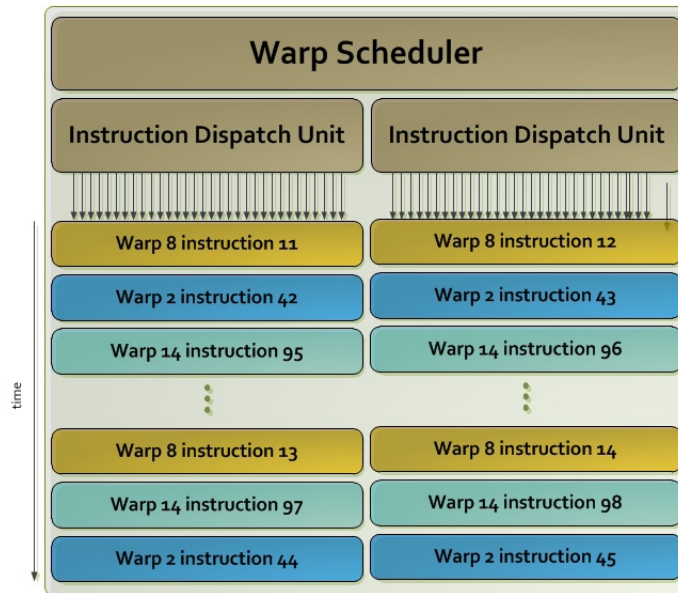 Warp Scheduler
Instruction Dispatch Unit
Instruction Dispatch Unit
Warp 8 instruction 11
Warp 8 instruction 12
Warp 2 instruction 42
Warp 2 instruction 43
Warp 14 instruction 95
Warp 14 instruction 96
time
Warp 8 instruction 13
Warp 8 instruction 14
Warp 14 instruction 97
Warp 14 instruction 98
Warp 2 instruction 44
Warp 2 instruction 45